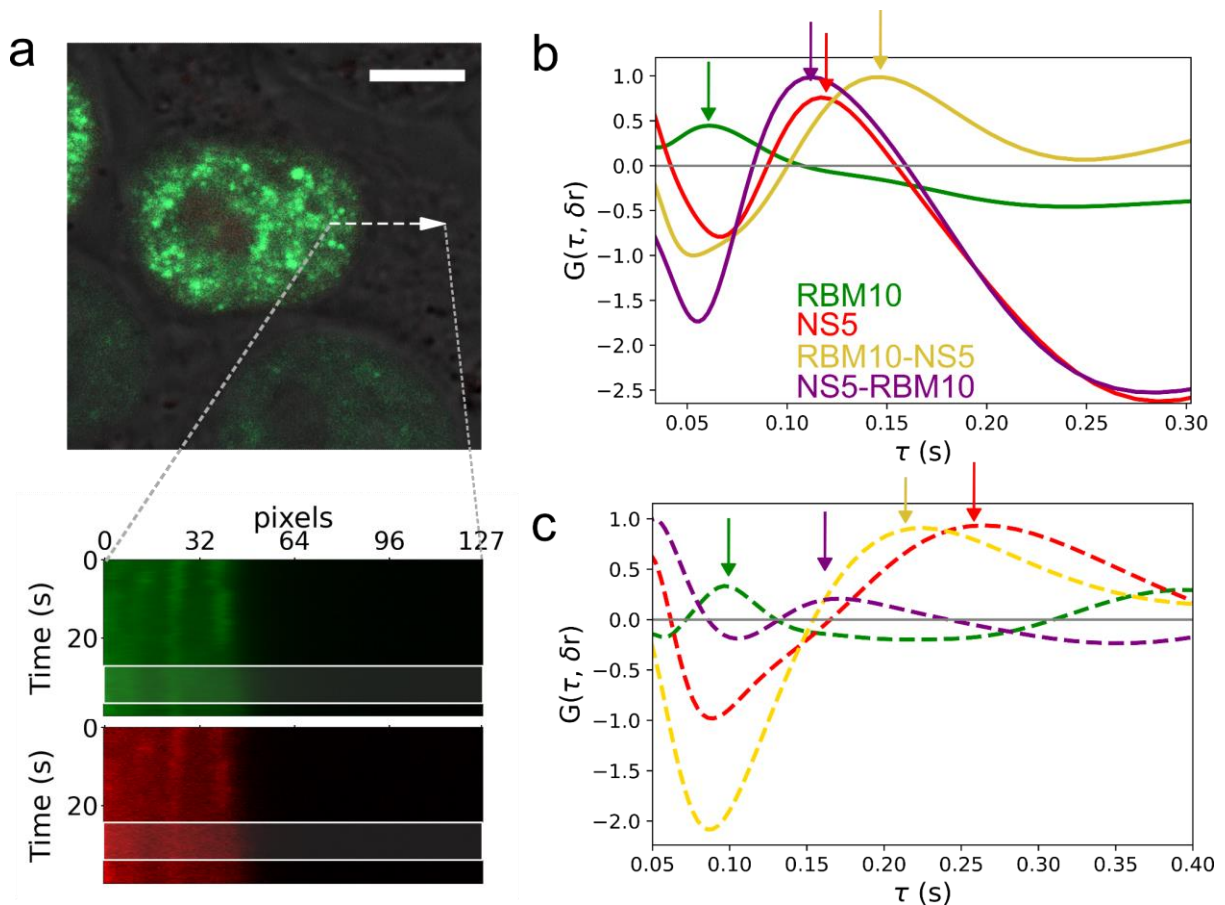 a
pixels
0 32 64 96 127
0
20
Time (s)
0
20
Time (s)
b
1.0
0.5
0.0
−0.5
−1.0
−1.5
−2.0
−2.5
G(τ, δr)
RBM10
NS5
RBM10-NS5
NS5-RBM10
0.05 0.10 0.15 0.20 0.25 0.30
τ (s)
c
1.0
0.5
0.0
−0.5
−1.0
−1.5
−2.0
G(τ, δr)
0.05 0.10 0.15 0.20 0.25 0.30 0.35 0.40
τ (s)